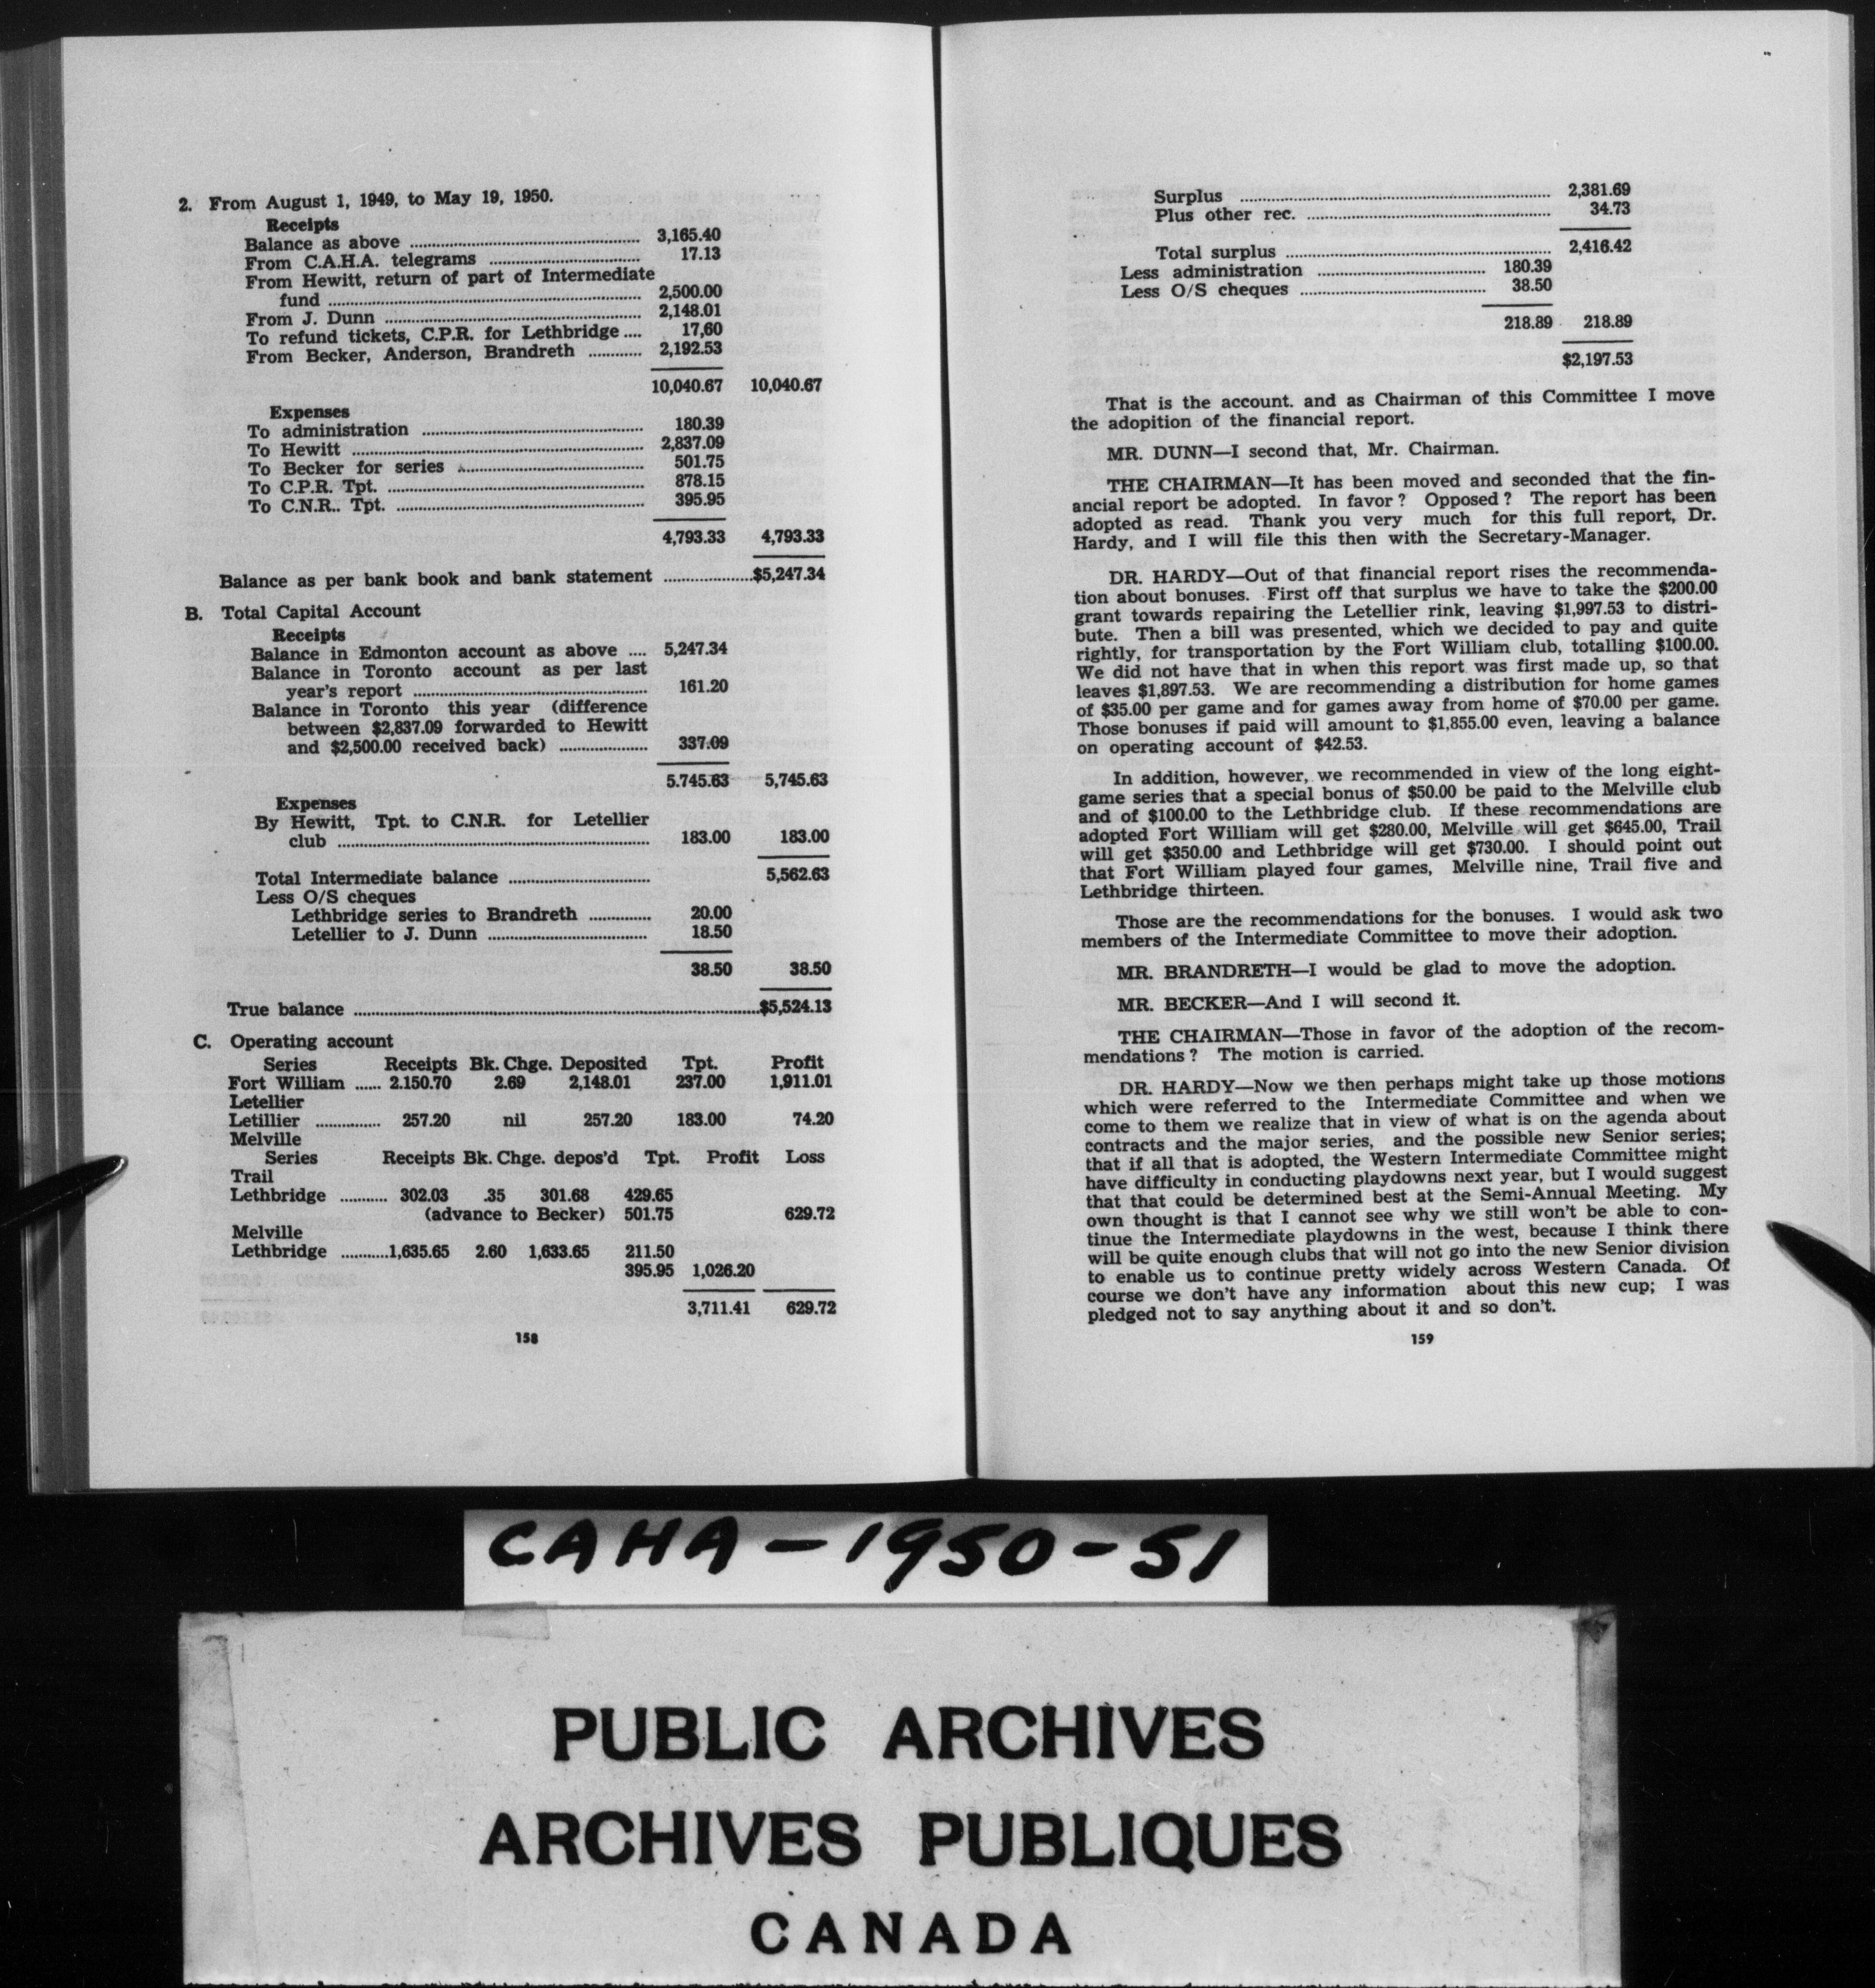 2. From August 1, 1949, to May 19, 1950.
Receipts
Balance as above ............ 3,165.40
From C.A.H.A. telegrams ............ 17.13
From Hewitt, return of part of Intermediate
fund ............ 2,500.00
From J. Dunn ............ 2,148.01
To refund tickets, C.P.R. for Lethbridge .... 17,60
From Becker, Anderson, Brandreth ............ 2,192.53
10,040.67 10,040.67
Expenses
To administration ............ 180.39
To Hewitt ............ 2,837.09
To Becker for series ............ 501.75
To C.P.R. Tpt. ............ 878.15
To C.N.R.. Tpt. ............ 395.95
4,793.33 4,793.33
Balance as per bank book and bank statement ............ $5,247.34
B. Total Capital Account
Receipts
Balance in Edmonton account as above .... 5,247.34
Balance in Toronto account as per last
year's report ............ 161.20
Balance in Toronto this year (difference
between $2,837.09 forwarded to Hewitt
and $2,500.00 received back) ............ 337.09
5.745.63 5,745.63
Expenses
By Hewitt, Tpt. to C.N.R. for Letellier
club ............ 183.00 183.00
Total Intermediate balance ............ 5,562.63
Less O/S cheques
Lethbridge series to Brandreth ............ 20.00
Letellier to J. Dunn ............ 18.50
38.50 38.50
True balance ............ $5,524.13
C. Operating account
Series Receipts Bk. Chge. Deposited Tpt. Profit
Fort William ...... 2.150.70 2.69 2,148.01 237.00 1,911.01
Letellier
Letillier ............ 257.20 nil 257.20 183.00 74.20
Melville
Series Receipts Bk. Chge. depos'd Tpt. Profit Loss
Trail
Lethbridge ........... 302.03 .35 301.68 429.65
(advance to Becker) 501.75 629.72
Melville
Lethbridge ...........1,635.65 2.60 1,633.65 211.50
395.95 1,026.20
3,711.41 629.72
158
Surplus ............ 2,381.69
Plus other rec. ............ 34.73
Total surplus ............ 2,416.42
Less administration ............ 180.39
Less O/S cheques ............ 38.50
218.89 218.89
$2,197.53
That is the account. and as Chairman of this Committee I move
the adopition of the financial report.
MR. DUNN—I second that, Mr. Chairman.
THE CHAIRMAN—It has been moved and seconded that the fin-
ancial report be adopted. In favor? Opposed? The report has been
adopted as read. Thank you very much for this full report, Dr.
Hardy, and I will file this then with the Secretary-Manager.
DR. HARDY—Out of that financial report rises the recommenda-
tion about bonuses. First off that surplus we have to take the $200.00
grant towards repairing the Letellier rink, leaving $1,997.53 to distri-
bute. Then a bill was presented, which we decided to pay and quite
rightly, for transportation by the Fort William club, totalling $100.00.
We did not have that in when this report was first made up, so that
leaves $1,897.53. We are recommending a distribution for home games
of $35.00 per game and for games away from home of $70.00 per game.
Those bonuses if paid will amount to $1,855.00 even, leaving a balance
on operating account of $42.53.
In addition, however, we recommended in view of the long eight-
game series that a special bonus of $50.00 be paid to the Melville club
and of $100.00 to the Lethbridge club. If these recommendations are
adopted Fort William will get $280.00, Melville will get $645.00, Trail
will get $350.00 and Lethbridge will get $730.00. I should point out
that Fort William played four games, Melville nine, Trail five and
Lethbridge thirteen.
Those are the recommendations for the bonuses. I would ask two
members of the Intermediate Committee to move their adoption.
MR. BRANDRETH—I would be glad to move the adoption.
MR. BECKER—And I will second it.
THE CHAIRMAN—Those in favor of the adoption of the recom-
mendations? The motion is carried.
DR. HARDY—Now we then perhaps might take up those motions
which were referred to the Intermediate Committee and when we
come to them we realize that in view of what is on the agenda about
contracts and the major series, and the possible new Senior series;
that if all that is adopted, the Western Intermediate Committee might
have difficulty in conducting playdowns next year, but I would suggest
that that could be determined best at the Semi-Annual Meeting. My
own thought is that I cannot see why we still won't be able to con-
tinue the Intermediate playdowns in the west, because I think there
will be quite enough clubs that will not go into the new Senior division
to enable us to continue pretty widely across Western Canada. Of
course we don't have any information about this new cup; I was
pledged not to say anything about it and so don't.
159
CAHA-1950-51
PUBLIC ARCHIVES
ARCHIVES PUBLIQUES
CANADA